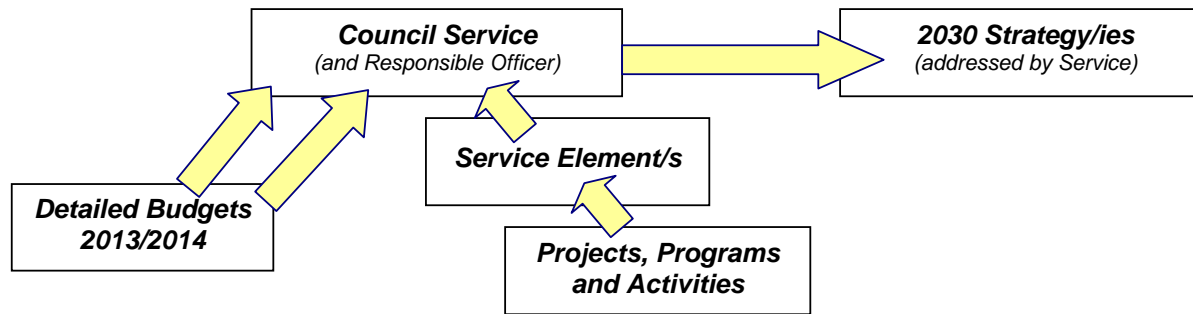 Council Service
(and Responsible Officer)
2030 Strategy/ies
(addressed by Service)
Service Element/s
Detailed Budgets
2013/2014
Projects, Programs
and Activities